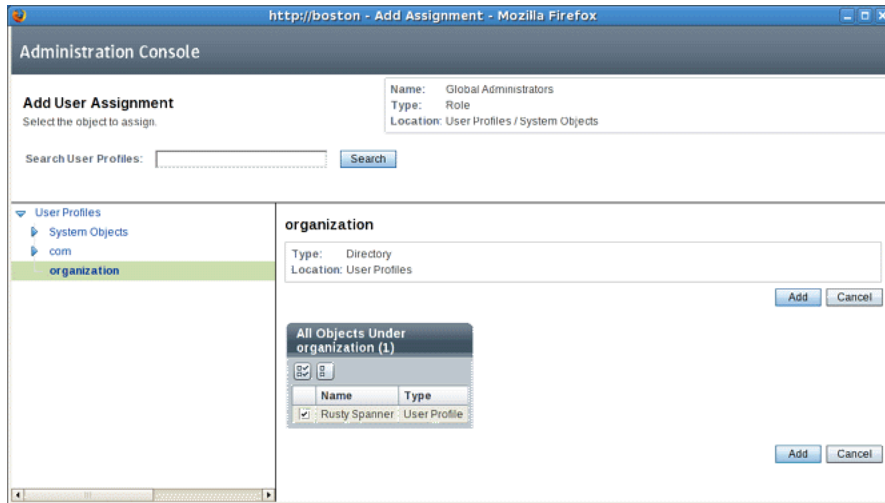 http://boston - Add Assignment - Mozilla Firefox
Administration Console
Add User Assignment
Select the object to assign.
Name: Global Administrators
Type: Role
Location: User Profiles / System Objects
Search User Profiles:
Search
User Profiles
System Objects
com
organization
organization
Type: Directory
Location: User Profiles
Add Cancel
All Objects Under
organization (1)
Name Type
Rusty Spanner User Profile
Add Cancel